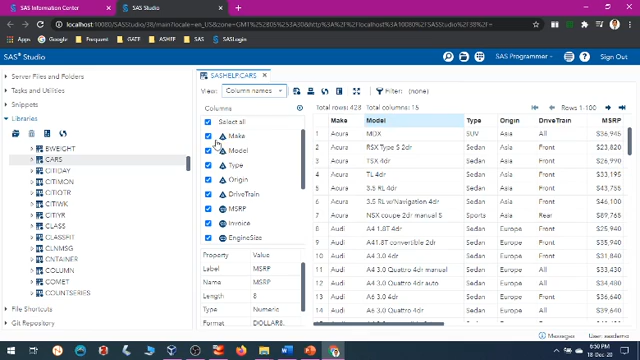 SAS Information Center
SAS Studio
localhost:10080/SASStudio/38/main?locale=en_US&zone=GM1%252B05%253A30&http%3A%2F%2Flocalhost%3A10080%2FSASStudio%2F38%2F
Apps Google Frequent GATE ASHFP SAS SASLogin
SAS® Studio
SAS Programmer
Sign Out
Server Files and Folders
Tasks and Utilities
Snippets
Libraries
BWEIGHT
CARS
CITIDAY
CITIMON
CITIQTR
CITIWK
CITIYR
CLASS
CLASSFIT
CLNMSG
CNTAINER
COLUMN
COMET
COUNTSERIES
File Shortcuts
Git Repository
SASHELP.CARS
View: Column names
Filter: (none)
Columns
Total rows: 428 Total columns: 15
Rows 1-100
Select all
Make
Model
Type
Origin
DriveTrain
MSRP
Invoice
EngineSize
Property Value
Label MSRP
Name MSRP
Length 8
Type Numeric
Format DOLLAR8.
Make Model Type Origin DriveTrain MSRP
1 Acura MDX SUV Asia All $36,945
2 Acura RSX Type S 2dr Sedan Asia Front $23,820
3 Acura TSX 4dr Sedan Asia Front $26,990
4 Acura TL 4dr Sedan Asia Front $33,195
5 Acura 3.5 RL 4dr Sedan Asia Front $43,755
6 Acura 3.5 RL w/Navigation 4dr Sedan Asia Front $46,100
7 Acura NSX coupe 2dr manual S Sports Asia Rear $89,765
8 Audi A4 1.8T 4dr Sedan Europe Front $25,940
9 Audi A41.8T convertible 2dr Sedan Europe Front $35,940
10 Audi A4 3.0 4dr Sedan Europe Front $31,840
11 Audi A4 3.0 Quattro 4dr manual Sedan Europe All $33,430
12 Audi A4 3.0 Quattro 4dr auto Sedan Europe All $34,480
13 Audi A6 3.0 4dr Sedan Europe Front $36,640
14 Audi A6 3.0 Quattro 4dr Sedan Europe All
Messages
6:50 PM
18-Dec-20